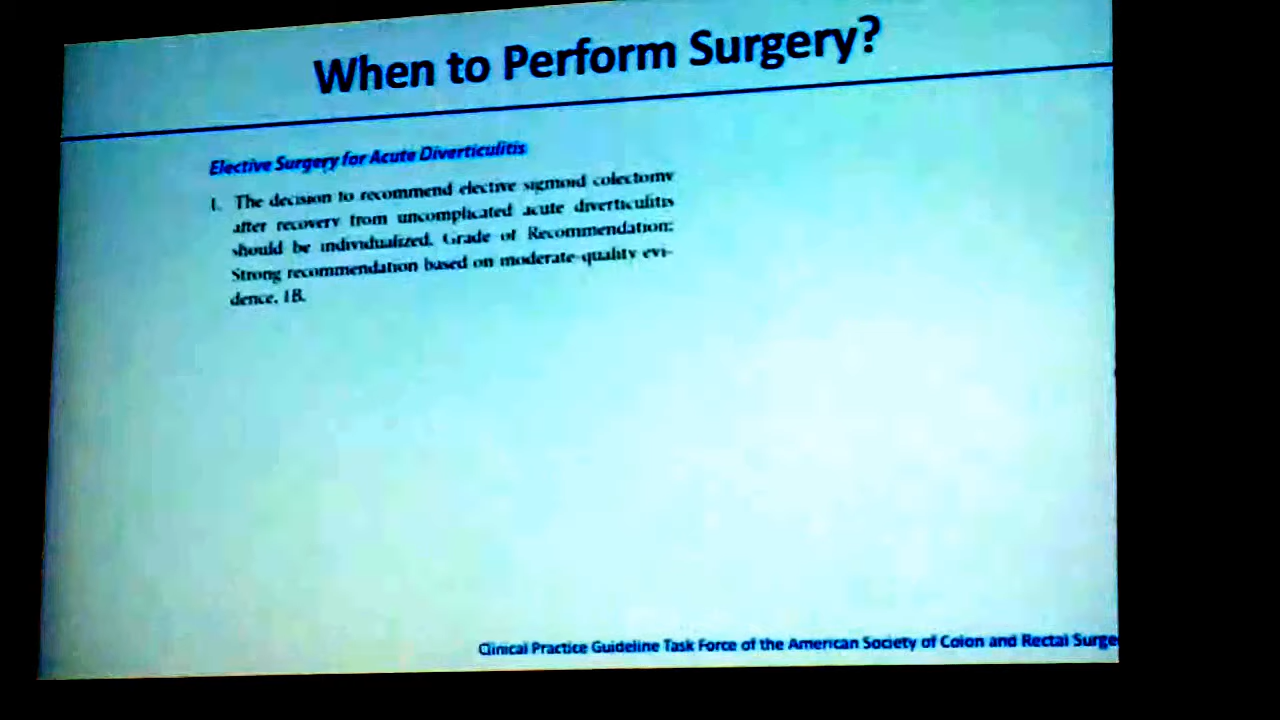 When to Perform Surgery?
Elective Surgery for Acute Diverticulitis
1. The decision to recommend elective sigmoid colectomy
after recovery from uncomplicated acute diverticulitis
should be individualized. Grade of Recommendation:
Strong recommendation based on moderate-quality evi-
dence, 1B.
Clinical Practice Guideline Task Force of the American Society of Colon and Rectal Surge